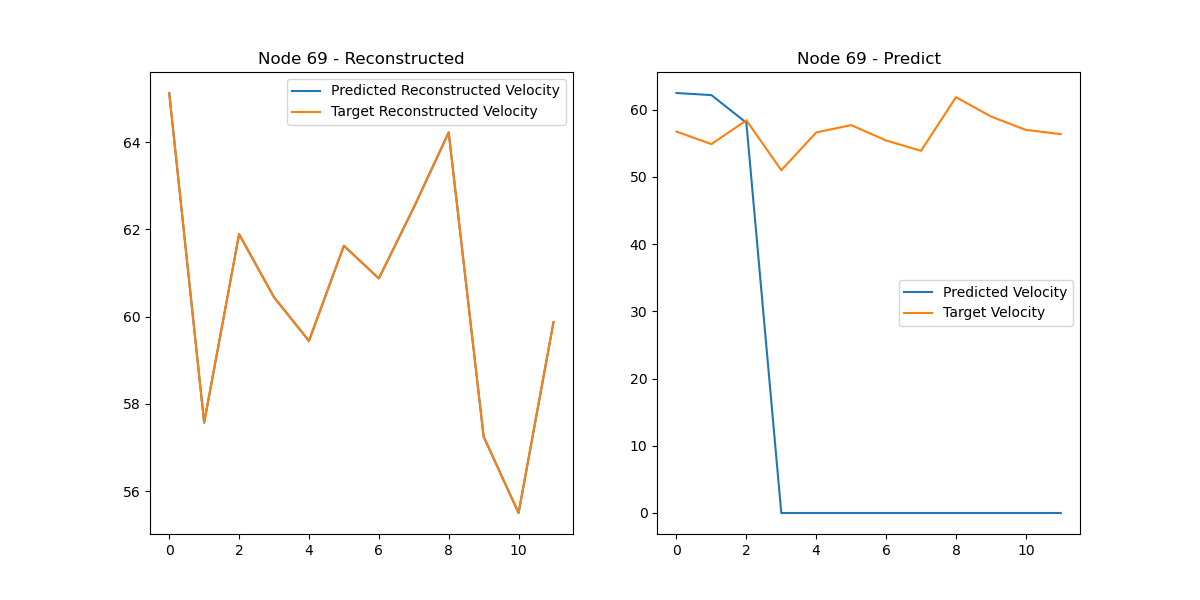 Node 69 - Reconstructed
Predicted Reconstructed Velocity
Target Reconstructed Velocity
64
62
60
58
56
0 2 4 6 8 10
Node 69 - Predict
Predicted Velocity
Target Velocity
60
50
40
30
20
10
0
0 2 4 6 8 10